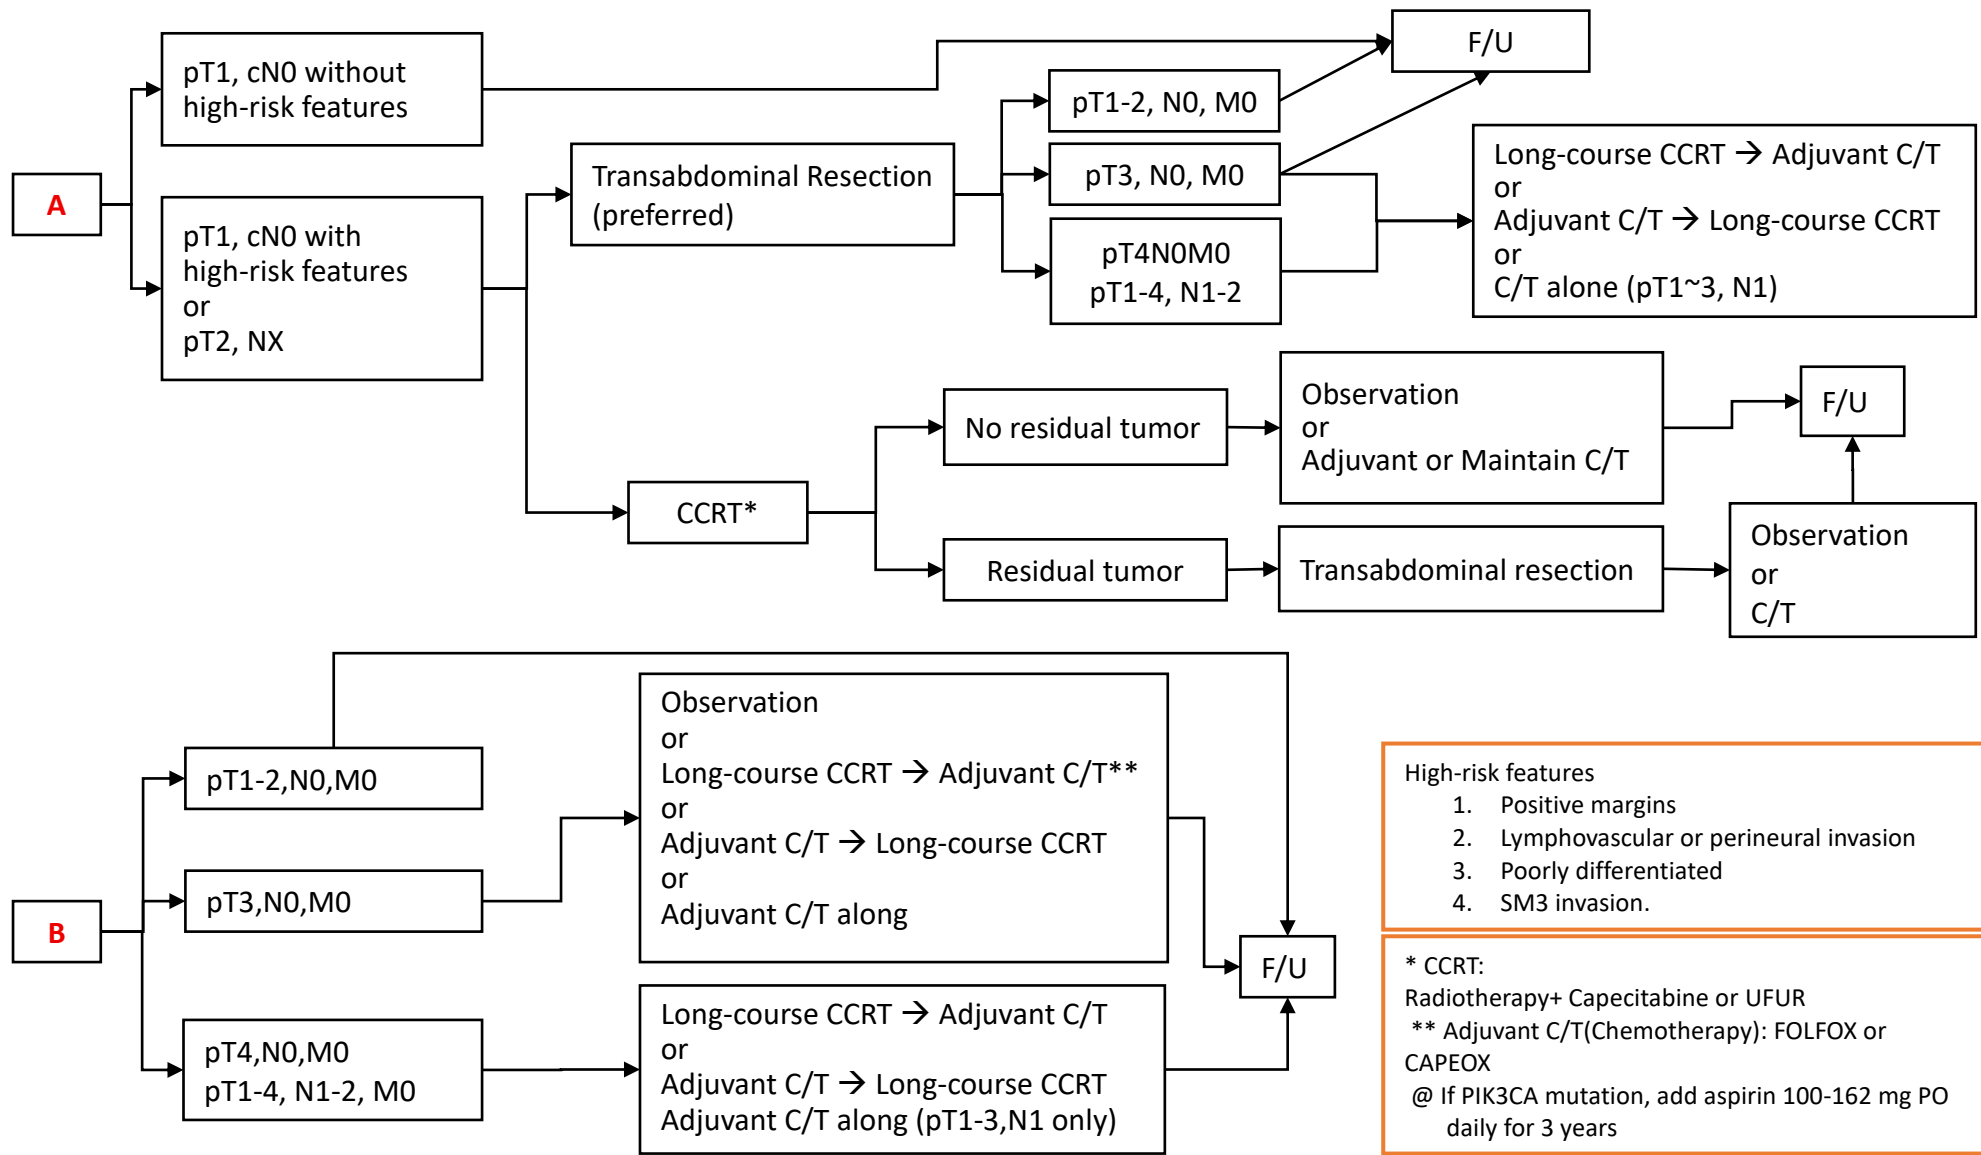 A
pT1, cN0 without
high-risk features
pT1, cN0 with
high-risk features
or
pT2, NX
Transabdominal Resection
(preferred)
pT1-2, N0, M0
pT3, N0, M0
pT4N0M0
pT1-4, N1-2
F/U
Long-course CCRT → Adjuvant C/T
or
Adjuvant C/T → Long-course CCRT
or
C/T alone (pT1~3, N1)
CCRT*
No residual tumor
Observation
or
Adjuvant or Maintain C/T
F/U
Residual tumor
Transabdominal resection
Observation
or
C/T
B
pT1-2,N0,M0
pT3,N0,M0
pT4,N0,M0
pT1-4, N1-2, M0
Observation
or
Long-course CCRT → Adjuvant C/T**
or
Adjuvant C/T → Long-course CCRT
or
Adjuvant C/T along
Long-course CCRT → Adjuvant C/T
or
Adjuvant C/T → Long-course CCRT
Adjuvant C/T along (pT1-3,N1 only)
F/U
High-risk features
1. Positive margins
2. Lymphovascular or perineural invasion
3. Poorly differentiated
4. SM3 invasion.
* CCRT:
Radiotherapy+ Capecitabine or UFUR
** Adjuvant C/T(Chemotherapy): FOLFOX or
CAPEOX
@ If PIK3CA mutation, add aspirin 100-162 mg PO
daily for 3 years